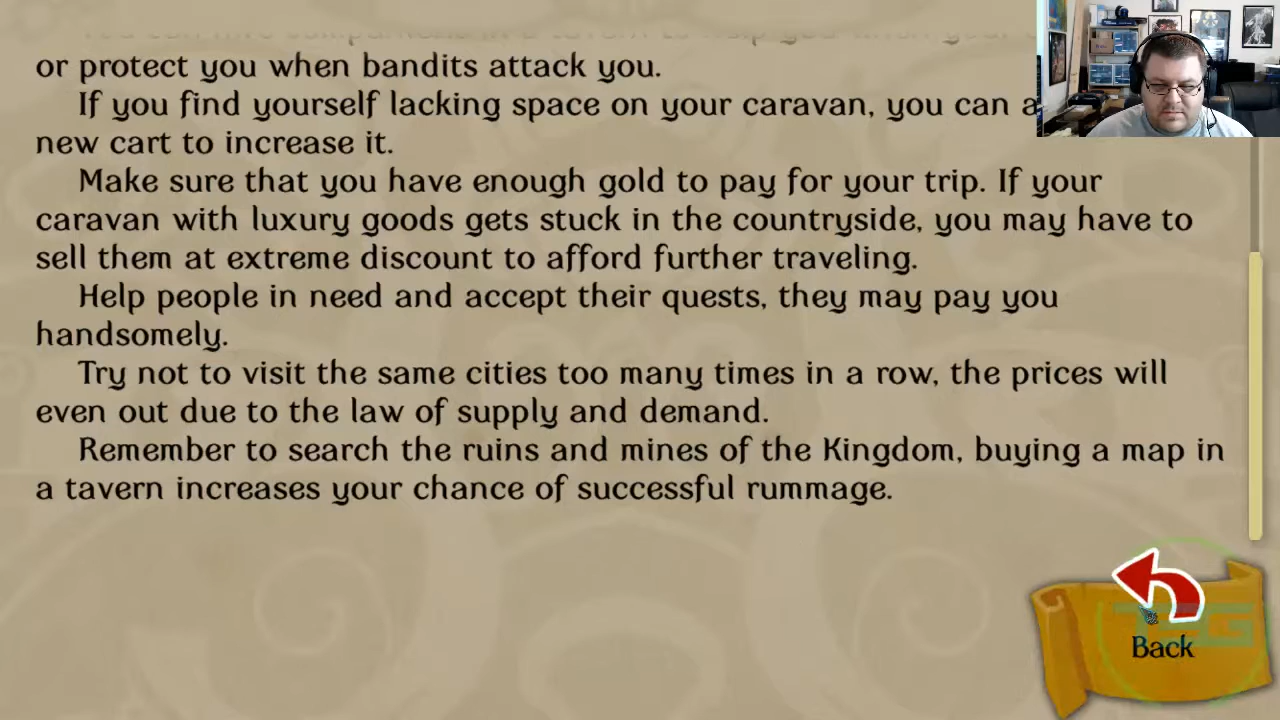 or protect you when bandits attack you.
If you find yourself lacking space on your caravan, you can a
new cart to increase it.
Make sure that you have enough gold to pay for your trip. If your
caravan with luxury goods gets stuck in the countryside, you may have to
sell them at extreme discount to afford further traveling.
Help people in need and accept their quests, they may pay you
handsomely.
Try not to visit the same cities too many times in a row, the prices will
even out due to the law of supply and demand.
Remember to search the ruins and mines of the Kingdom, buying a map in
a tavern increases your chance of successful rummage.
Back